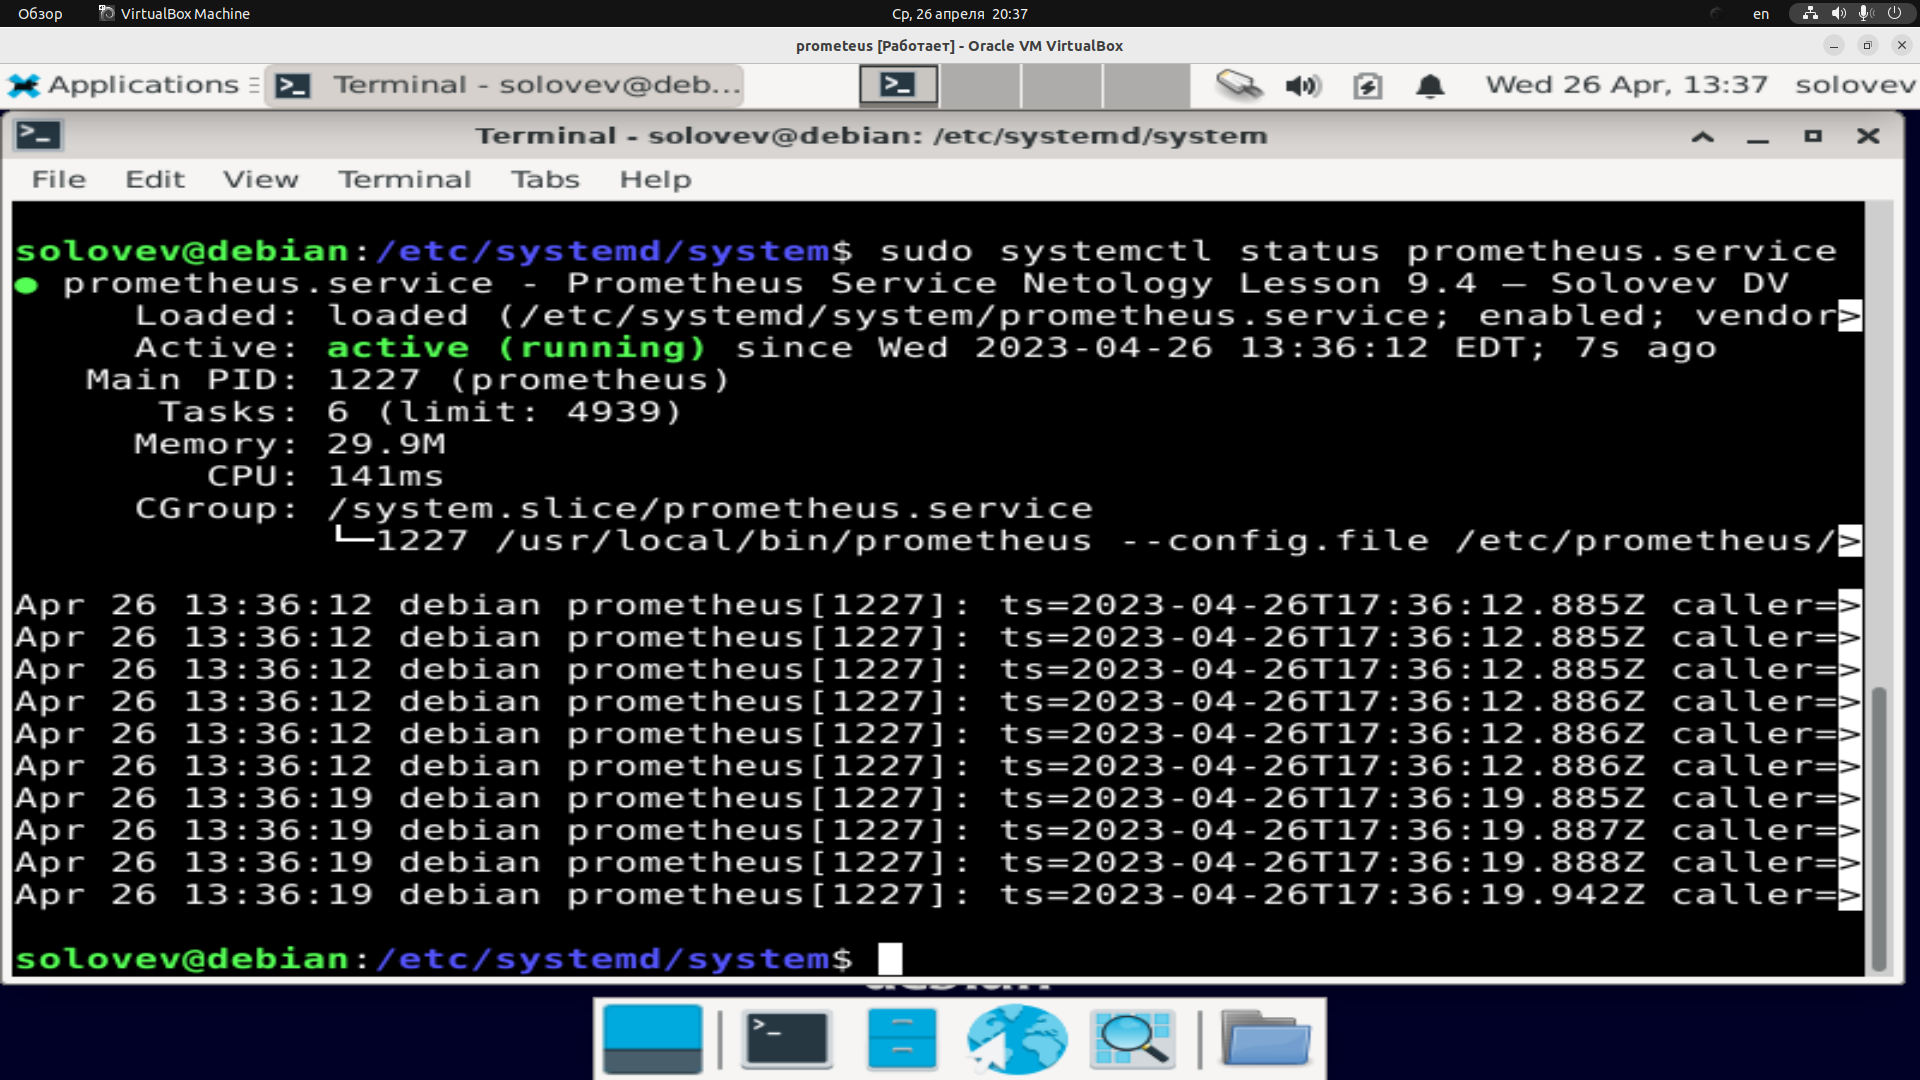 Обзор VirtualBox Machine Ср, 26 апреля 20:37 en
prometeus [Работает] - Oracle VM VirtualBox
Applications Terminal - solovev@deb... Wed 26 Apr, 13:37 solovev
Terminal - solovev@debian: /etc/systemd/system
File Edit View Terminal Tabs Help
solovev@debian:/etc/systemd/system$ sudo systemctl status prometheus.service
● prometheus.service - Prometheus Service Netology Lesson 9.4 — Solovev DV
Loaded: loaded (/etc/systemd/system/prometheus.service; enabled; vendor>
Active: active (running) since Wed 2023-04-26 13:36:12 EDT; 7s ago
Main PID: 1227 (prometheus)
Tasks: 6 (limit: 4939)
Memory: 29.9M
CPU: 141ms
CGroup: /system.slice/prometheus.service
└─1227 /usr/local/bin/prometheus --config.file /etc/prometheus/>
Apr 26 13:36:12 debian prometheus[1227]: ts=2023-04-26T17:36:12.885Z caller=>
Apr 26 13:36:12 debian prometheus[1227]: ts=2023-04-26T17:36:12.885Z caller=>
Apr 26 13:36:12 debian prometheus[1227]: ts=2023-04-26T17:36:12.885Z caller=>
Apr 26 13:36:12 debian prometheus[1227]: ts=2023-04-26T17:36:12.886Z caller=>
Apr 26 13:36:12 debian prometheus[1227]: ts=2023-04-26T17:36:12.886Z caller=>
Apr 26 13:36:12 debian prometheus[1227]: ts=2023-04-26T17:36:12.886Z caller=>
Apr 26 13:36:19 debian prometheus[1227]: ts=2023-04-26T17:36:19.885Z caller=>
Apr 26 13:36:19 debian prometheus[1227]: ts=2023-04-26T17:36:19.887Z caller=>
Apr 26 13:36:19 debian prometheus[1227]: ts=2023-04-26T17:36:19.888Z caller=>
Apr 26 13:36:19 debian prometheus[1227]: ts=2023-04-26T17:36:19.942Z caller=>
solovev@debian:/etc/systemd/system$